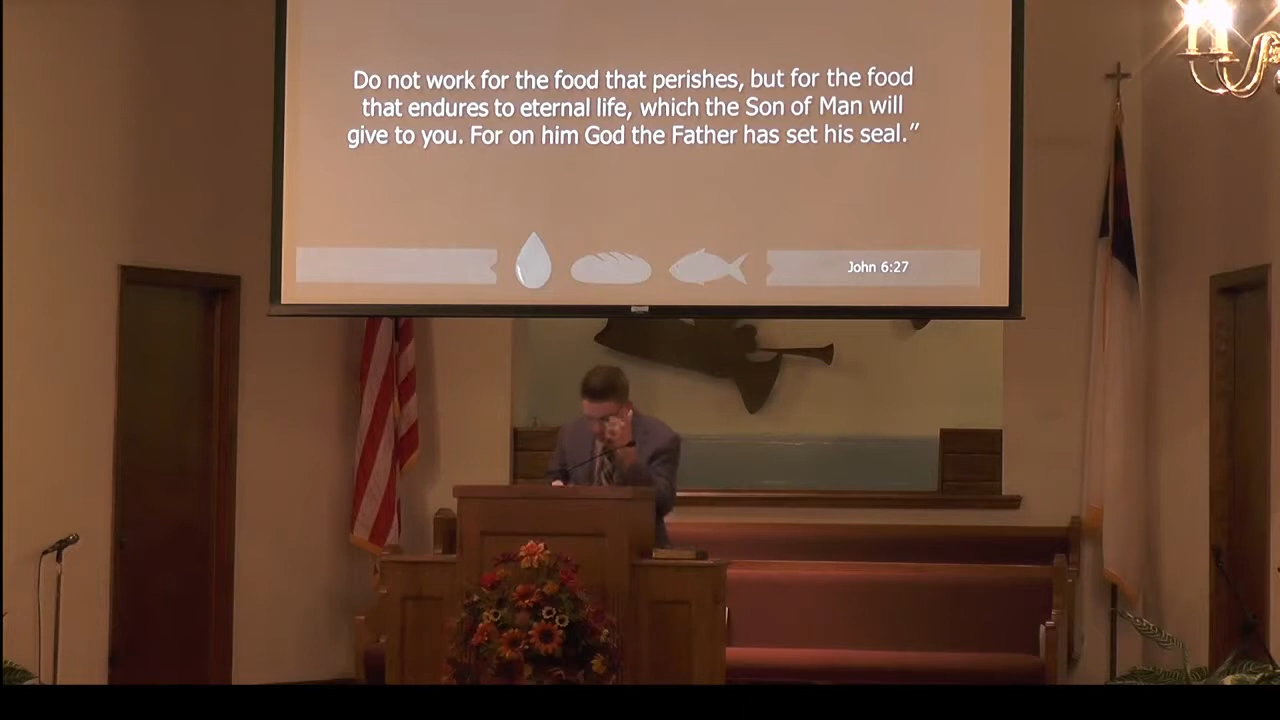 Do not work for the food that perishes, but for the food
that endures to eternal life, which the Son of Man will
give to you. For on him God the Father has set his seal.”
John 6:27